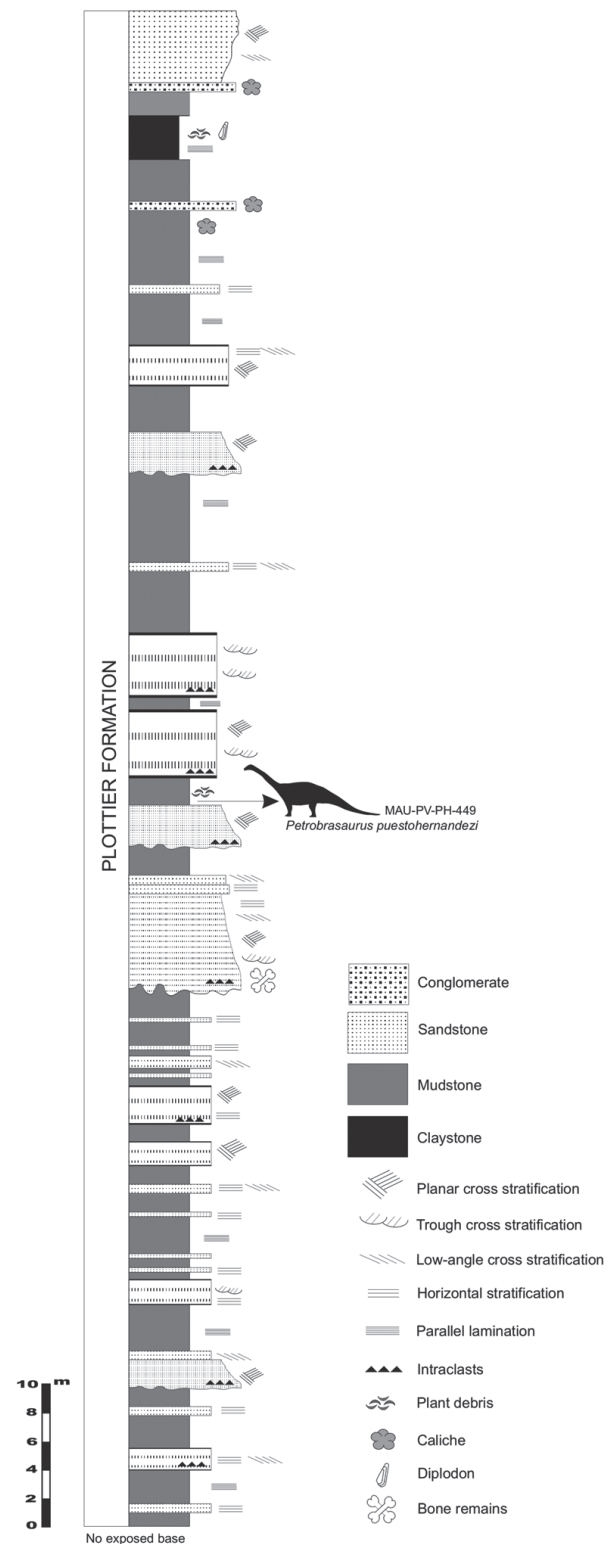 PLOTTIER FORMATION
MAU-PV-PH-449
Petrobrasaurus puestohernandezi
Conglomerate
Sandstone
Mudstone
Claystone
Planar cross stratification
Trough cross stratification
Low-angle cross stratification
Horizontal stratification
Parallel lamination
Intraclasts
Plant debris
Caliche
Diplodon
Bone remains
10 m
8
6
4
2
0
No exposed base